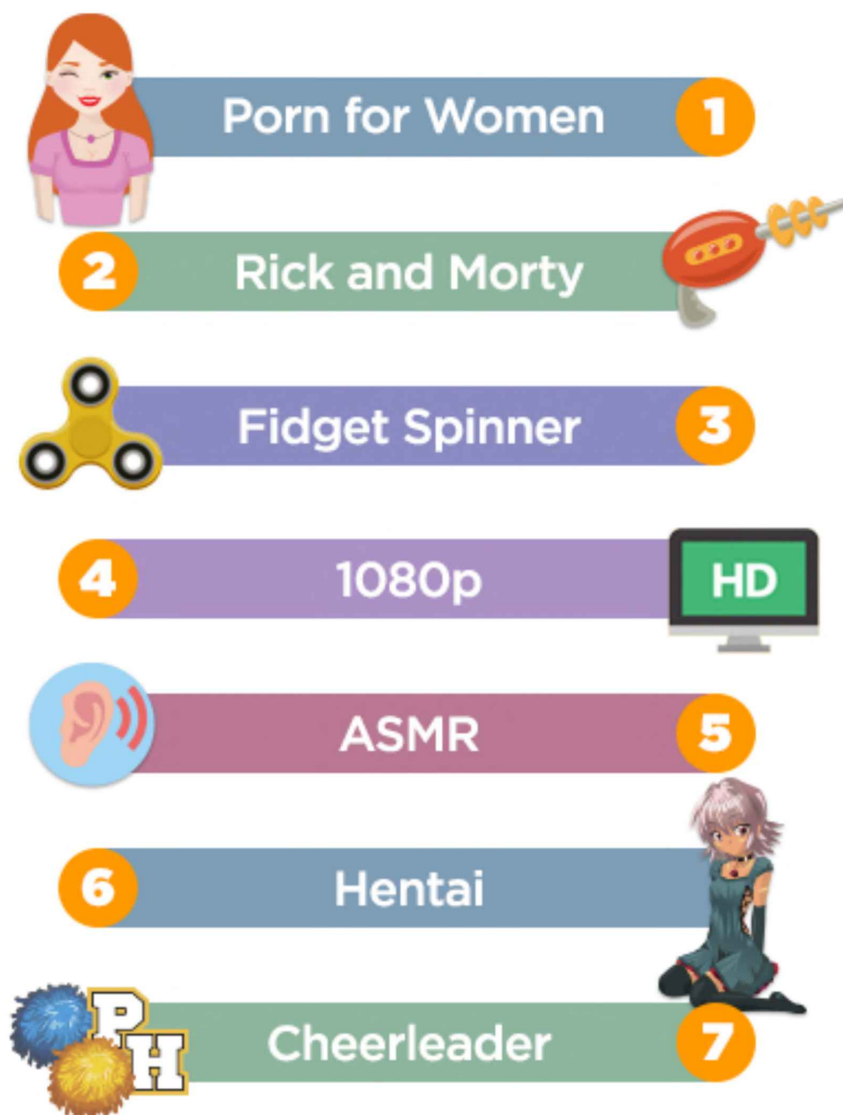 Porn for Women 1
2 Rick and Morty
Fidget Spinner 3
4 1080p HD
ASMR 5
6 Hentai
PH Cheerleader 7